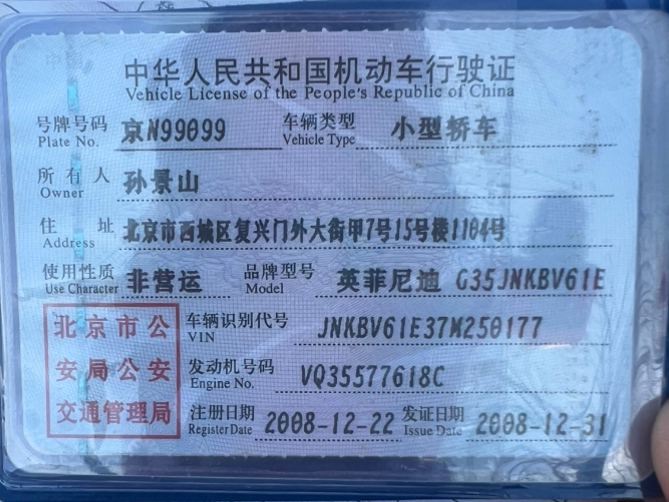 中华人民共和国机动车行驶证
Vehicle License of the People's Republic of China
号牌号码 京N99099 车辆类型 小型轿车
Plate No. Vehicle Type
所有人 孙景山
Owner
住址 北京市西城区复兴门外大街甲7号15号楼1104号
Address
使用性质 非营运 品牌型号 英菲尼迪 G35JNKBV61E
Use Character Model
北京市公
安局公安
交通管理局
车辆识别代号 JNKBV61E37M250177
VIN
发动机号码 VQ35577618C
Engine No.
注册日期 2008-12-22 发证日期 2008-12-31
Register Date Issue Date